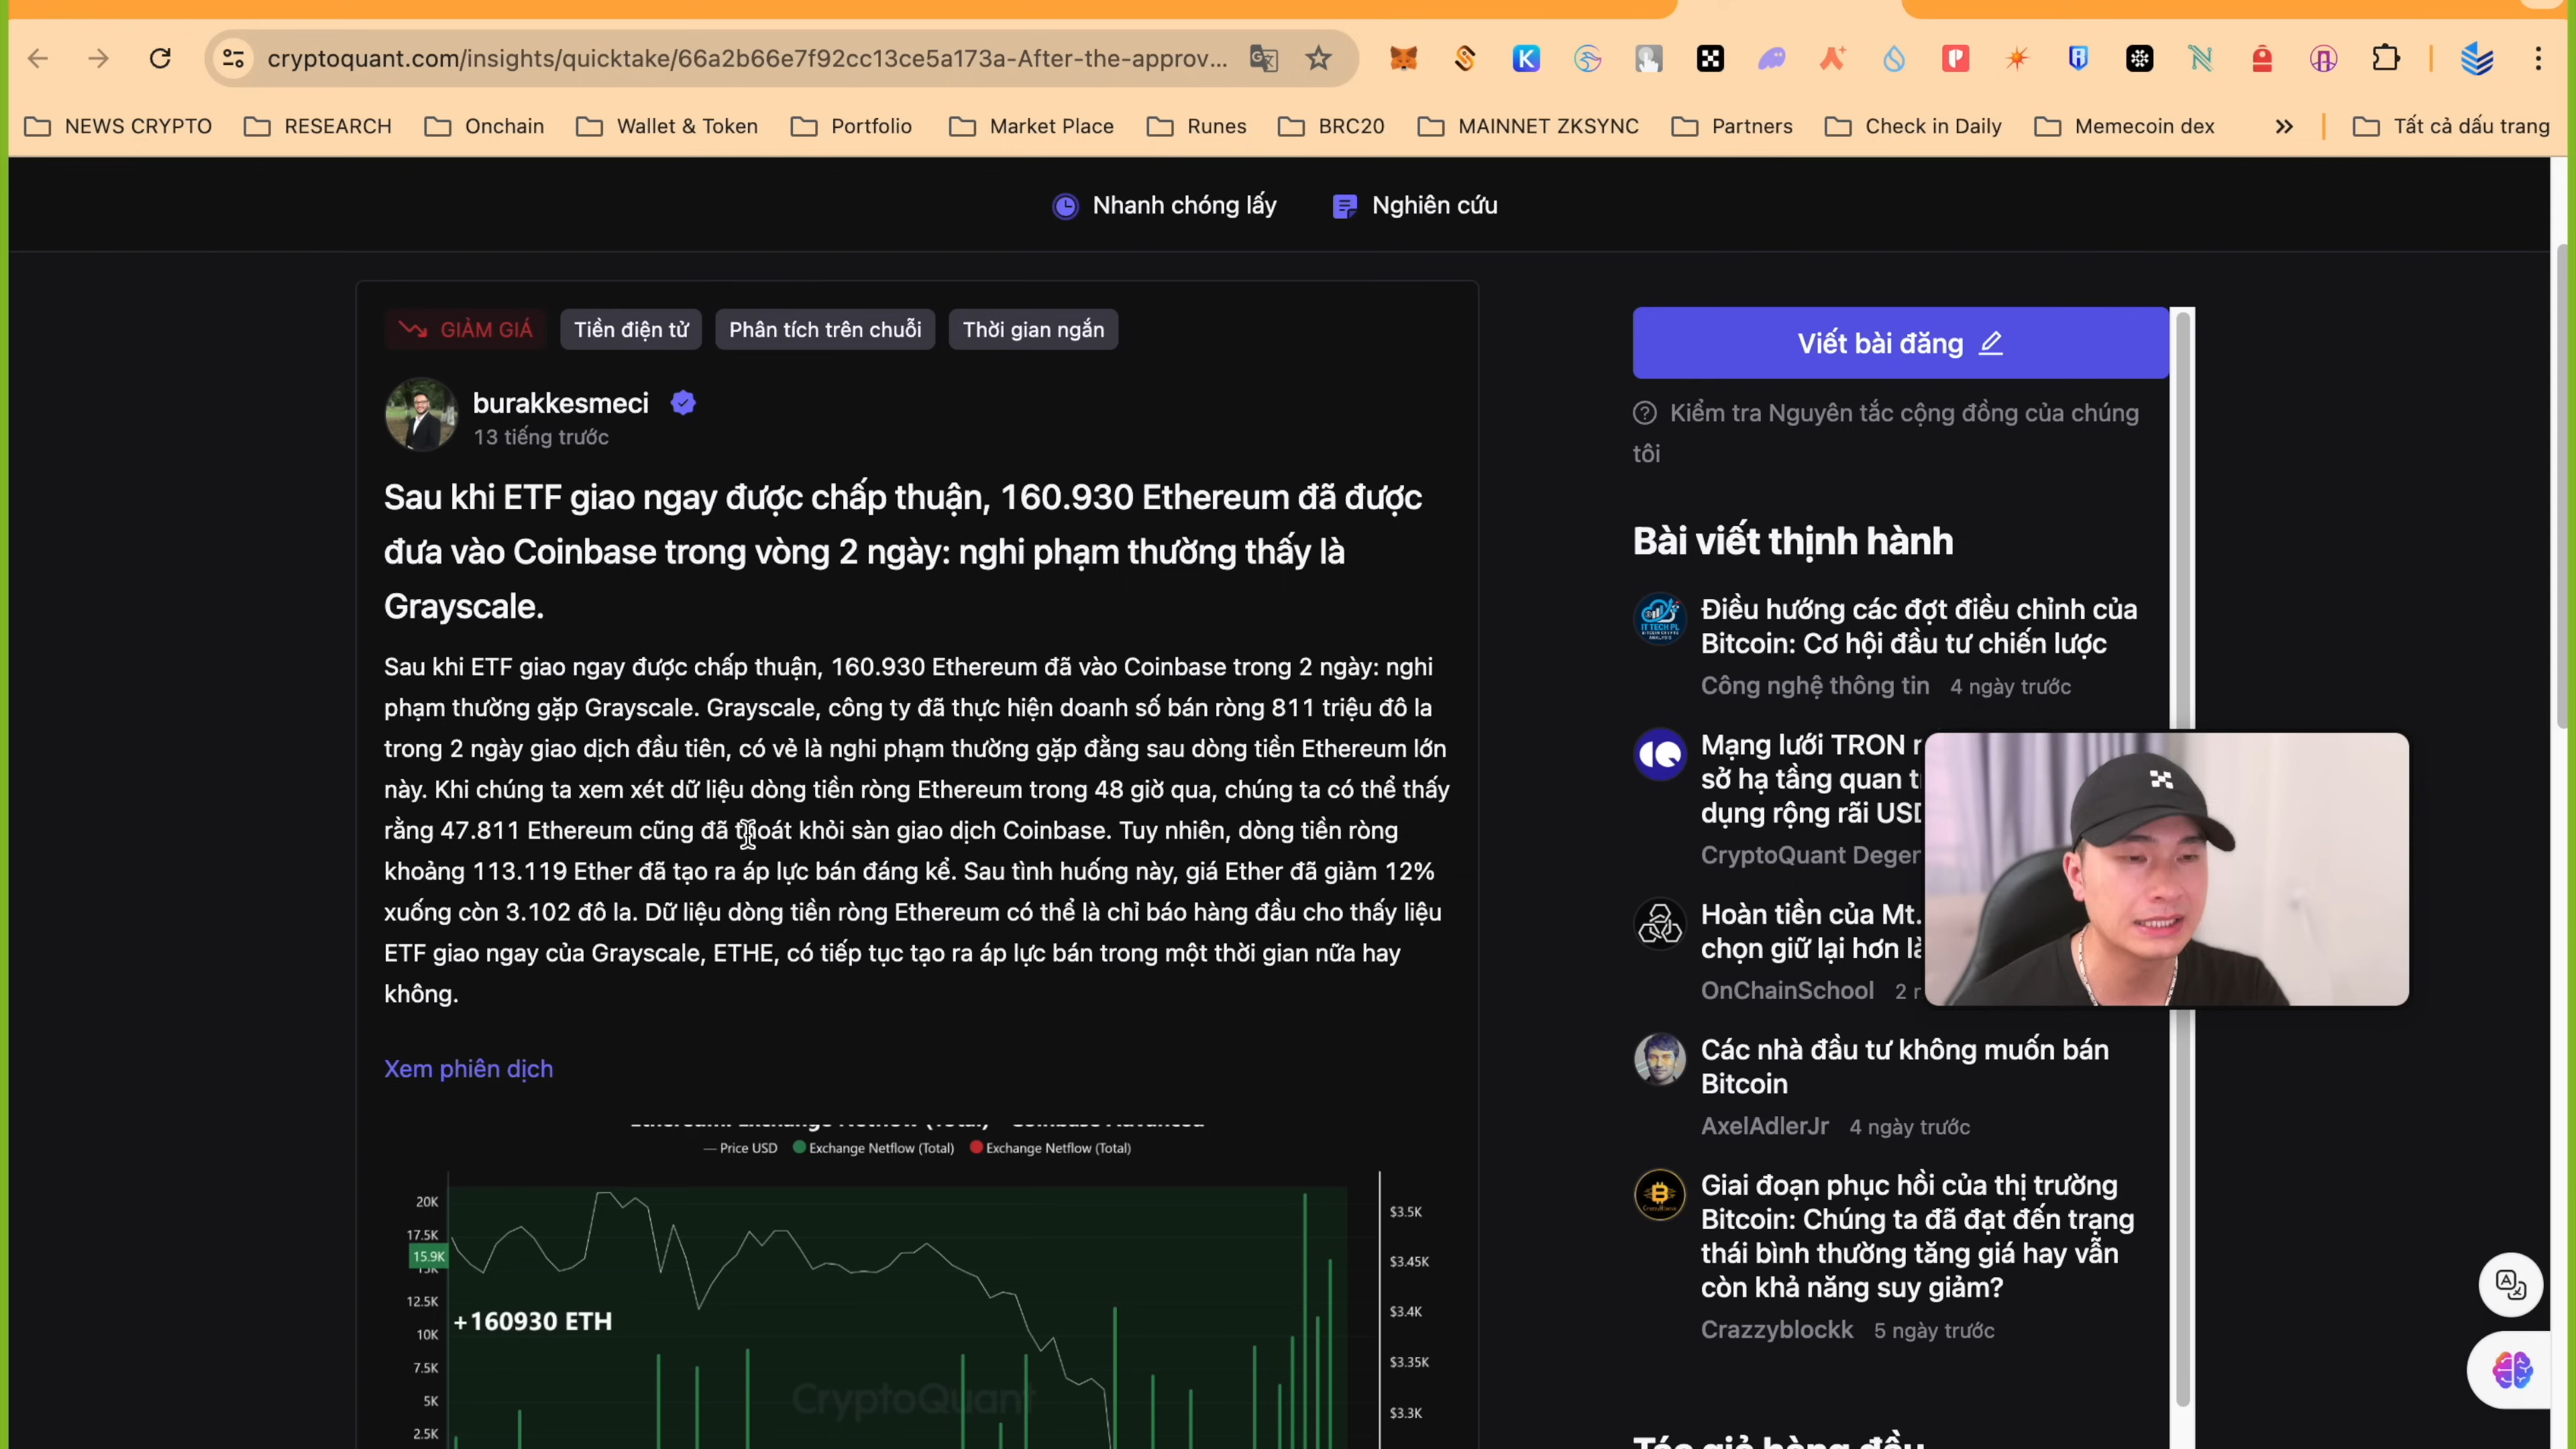 cryptoquant.com/insights/quicktake/66a2b66e7f92cc13ce5a173a-After-the-approv...
NEWS CRYPTO
RESEARCH
Onchain
Wallet & Token
Portfolio
Market Place
Runes
BRC20
MAINNET ZKSYNC
Partners
Check in Daily
Memecoin dex
Tất cả dấu trang
Nhanh chóng lấy
Nghiên cứu
GIẢM GIÁ
Tiền điện tử
Phân tích trên chuỗi
Thời gian ngắn
burakkesmeci
13 tiếng trước
Sau khi ETF giao ngay được chấp thuận, 160.930 Ethereum đã được
đưa vào Coinbase trong vòng 2 ngày: nghi phạm thường thấy là
Grayscale.
Sau khi ETF giao ngay được chấp thuận, 160.930 Ethereum đã vào Coinbase trong 2 ngày: nghi
phạm thường gặp Grayscale. Grayscale, công ty đã thực hiện doanh số bán ròng 811 triệu đô la
trong 2 ngày giao dịch đầu tiên, có vẻ là nghi phạm thường gặp đằng sau dòng tiền Ethereum lớn
này. Khi chúng ta xem xét dữ liệu dòng tiền ròng Ethereum trong 48 giờ qua, chúng ta có thể thấy
rằng 47.811 Ethereum cũng đã thoát khỏi sàn giao dịch Coinbase. Tuy nhiên, dòng tiền ròng
khoảng 113.119 Ether đã tạo ra áp lực bán đáng kể. Sau tình huống này, giá Ether đã giảm 12%
xuống còn 3.102 đô la. Dữ liệu dòng tiền ròng Ethereum có thể là chỉ báo hàng đầu cho thấy liệu
ETF giao ngay của Grayscale, ETHE, có tiếp tục tạo ra áp lực bán trong một thời gian nữa hay
không.
Xem phiên dịch
Price USD
Exchange Netflow (Total)
Exchange Netflow (Total)
20K
17.5K
15.9K
12.5K
10K
7.5K
5K
2.5K
+160930 ETH
CryptoQuant
$3.5K
$3.45K
$3.4K
$3.35K
$3.3K
Viết bài đăng
Kiểm tra Nguyên tắc cộng đồng của chúng
tôi
Bài viết thịnh hành
Điều hướng các đợt điều chỉnh của
Bitcoin: Cơ hội đầu tư chiến lược
Công nghệ thông tin 4 ngày trước
Mạng lưới TRON
sở hạ tầng quan
dụng rộng rãi
CryptoQuant
Hoàn tiền của Mt.
chọn giữ lại hơn
OnChainSchool 2
Các nhà đầu tư không muốn bán
Bitcoin
AxelAdlerJr 4 ngày trước
Giai đoạn phục hồi của thị trường
Bitcoin: Chúng ta đã đạt đến trạng
thái bình thường tăng giá hay vẫn
còn khả năng suy giảm?
Crazzyblockk 5 ngày trước